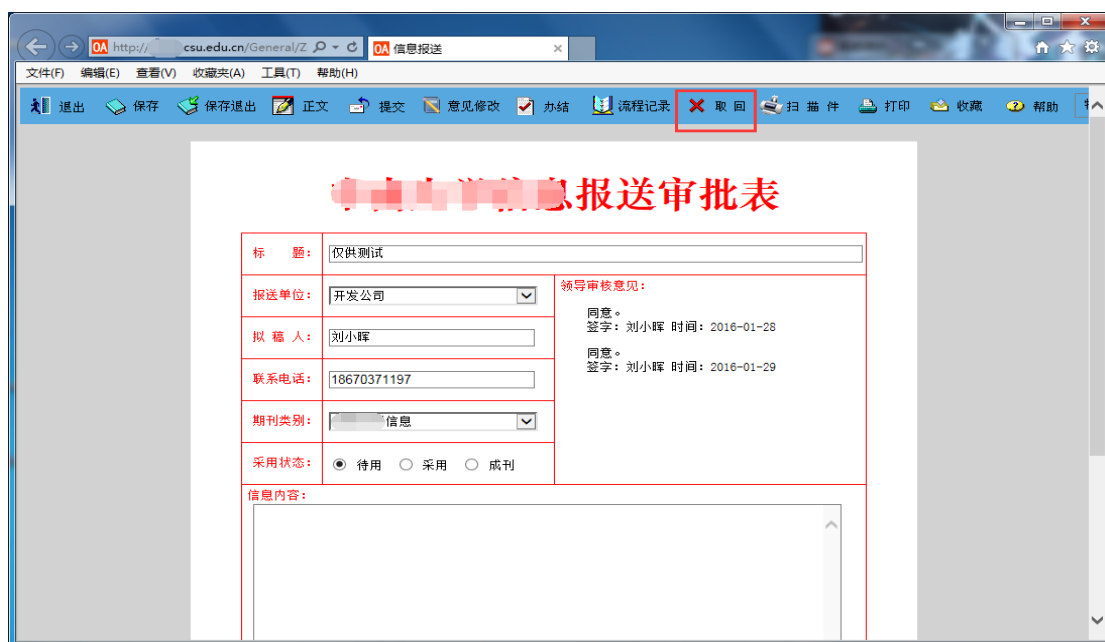 http:// csu.edu.cn/General/Z
OA 信息报送
文件(F) 编辑(E) 查看(V) 收藏夹(A) 工具(T) 帮助(H)
退出 保存 保存退出 正文 提交 意见修改 办结 流程记录 取回 扫描件 打印 收藏 帮助
息报送审批表
标 题: 仅供测试
报送单位: 开发公司
领导审核意见:
同意。
签字: 刘小晖 时间: 2016-01-28
同意。
签字: 刘小晖 时间: 2016-01-29
拟稿人: 刘小晖
联系电话: 18670371197
期刊类别: 信息
采用状态: 待用 采用 成刊
信息内容: